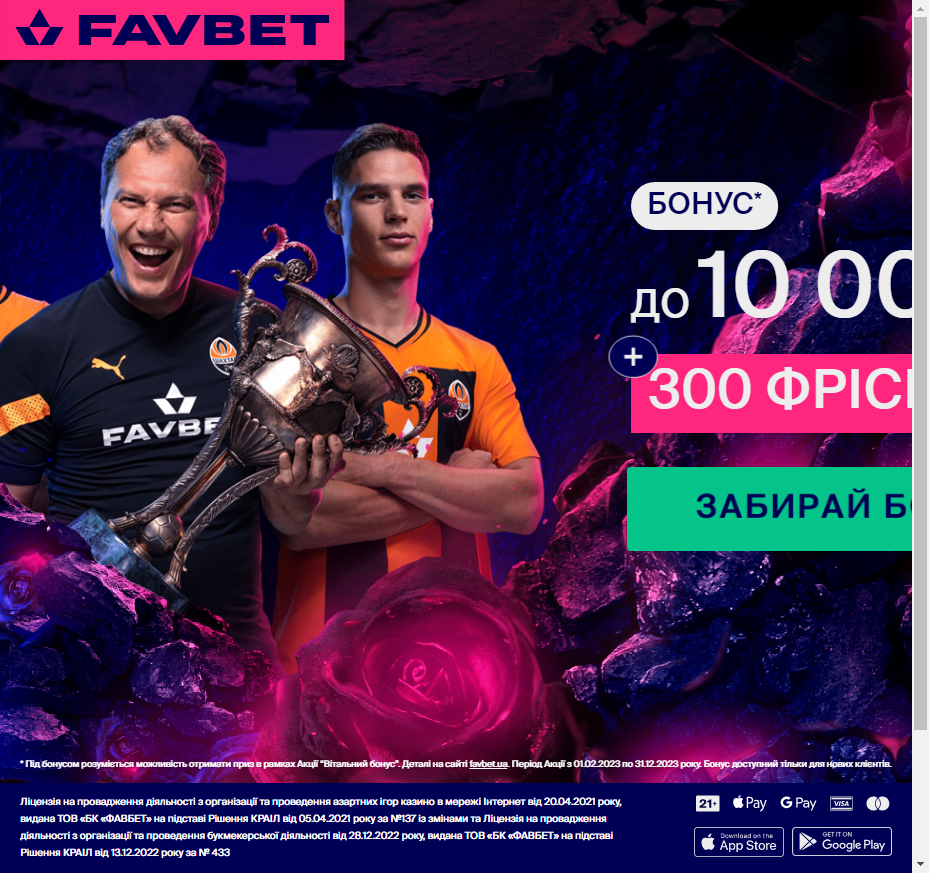 FAVBET
БОНУС*
ДО 10 00
+
300 ФРІС
ЗАБИРАЙ Б
ШАХТА
FAVBE
* Під бонусом розуміється можливість отримати приз в рамках Акції "Вітальний бонус". Деталі на сайті favbet.ua. Період Акції з 01.02.2023 по 31.12.2023 року. Бонус доступний тільки для нових клієнтів.
Ліцензія на провадження діяльності з організації та проведення азартних ігор казино в мережі Інтернет від 20.04.2021 року,
видана ТОВ «БК «ФАВБЕТ» на підставі Рішення КРАІЛ від 05.04.2021 року за №137 із змінами та Ліцензія на провадження
діяльності з організації та проведення букмекерської діяльності від 28.12.2022 року, видана ТОВ «БК «ФАВБЕТ» на підставі
Рішення КРАІЛ від 13.12.2022 року за № 433
21+ Pay G Pay VISA
Download on the
App Store
GET IT ON
Google Play